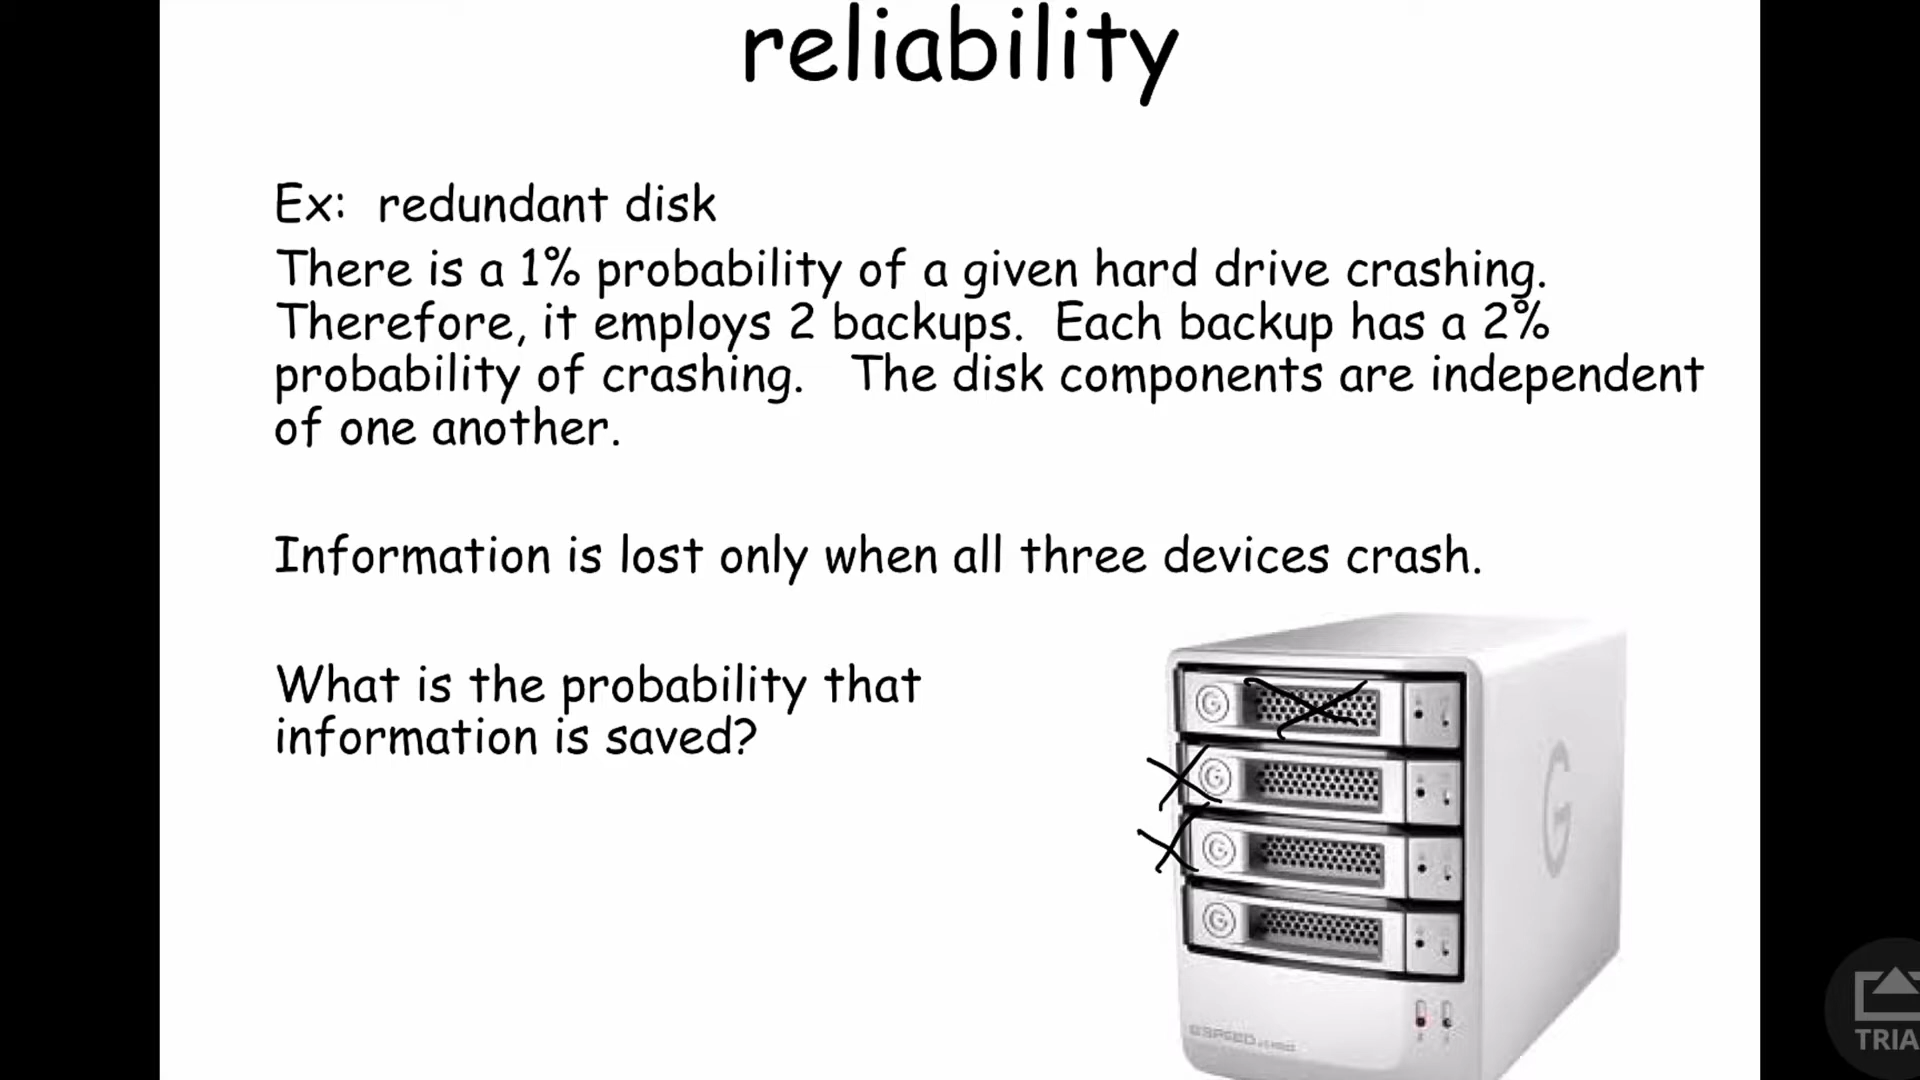 reliability
Ex: redundant disk
There is a 1% probability of a given hard drive crashing.
Therefore, it employs 2 backups. Each backup has a 2%
probability of crashing. The disk components are independent
of one another.
Information is lost only when all three devices crash.
What is the probability that
information is saved?
G
G
G
G
G
TRIA